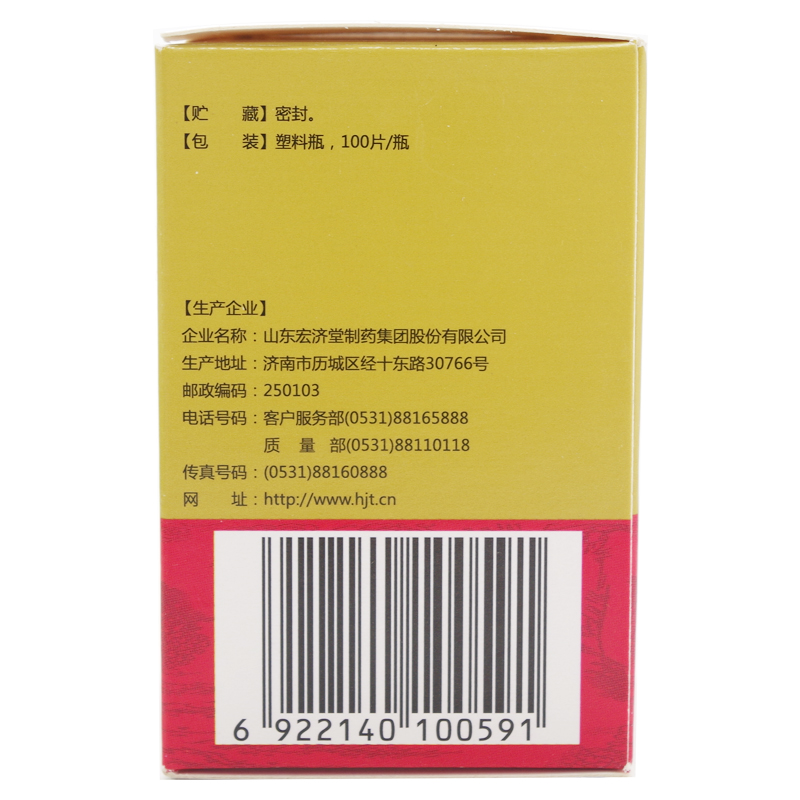 【贮　　藏】密封。
【包　　装】塑料瓶，100片/瓶
【生产企业】
企业名称：山东宏济堂制药集团股份有限公司
生产地址：济南市历城区经十东路30766号
邮政编码：250103
电话号码：客户服务部(0531)88165888
质　量　部(0531)88110118
传真号码：(0531)88160888
网　　址：http://www.hjt.cn
6 922140 100591